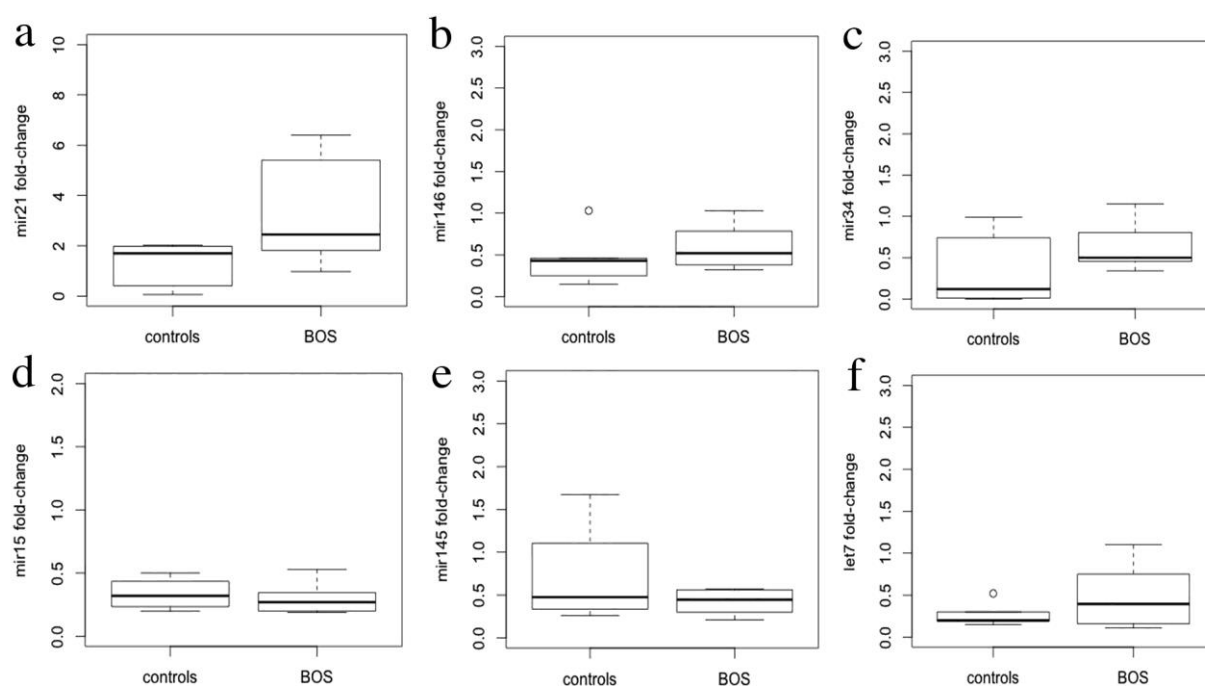 a
mir21 fold-change
10
8
6
4
2
0
controls BOS
b
mir146 fold-change
3.0
2.5
2.0
1.5
1.0
0.5
0.0
controls BOS
c
mir34 fold-change
3.0
2.5
2.0
1.5
1.0
0.5
0.0
controls BOS
d
mir15 fold-change
2.0
1.5
1.0
0.5
0.0
controls BOS
e
mir145 fold-change
3.0
2.5
2.0
1.5
1.0
0.5
0.0
controls BOS
f
let7 fold-change
3.0
2.5
2.0
1.5
1.0
0.5
0.0
controls BOS